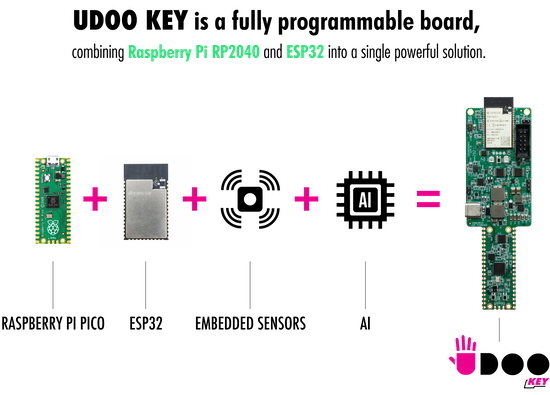 UDOO KEY is a fully programmable board,
combining Raspberry Pi RP2040 and ESP32 into a single powerful solution.
AI
RASPBERRY PI PICO
ESP32
EMBEDDED SENSORS
AI
UDOO
KEY